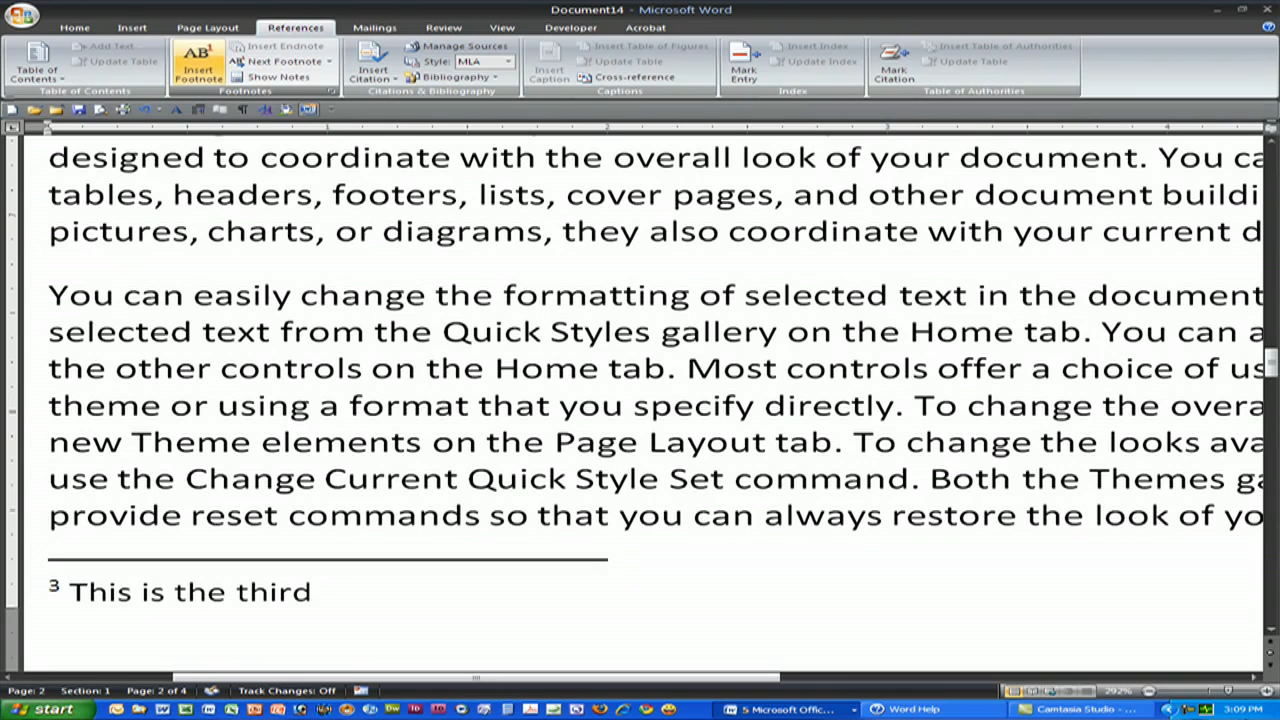 Document14 - Microsoft Word
Home Insert Page Layout References Mailings Review View Developer Acrobat
Table of Contents
Add Text
Update Table
Table of Contents
AB1
Insert Footnote
Insert Endnote
Next Footnote
Show Notes
Footnotes
Insert Citation
Manage Sources
Style: MLA
Bibliography
Citations & Bibliography
Insert Caption
Insert Table of Figures
Update Table
Cross-reference
Captions
Mark Entry
Insert Index
Update Index
Index
Mark Citation
Insert Table of Authorities
Update Table
Table of Authorities
1 2 3 4
designed to coordinate with the overall look of your document. You ca
tables, headers, footers, lists, cover pages, and other document buildi
pictures, charts, or diagrams, they also coordinate with your current d
You can easily change the formatting of selected text in the document
selected text from the Quick Styles gallery on the Home tab. You can a
the other controls on the Home tab. Most controls offer a choice of us
theme or using a format that you specify directly. To change the overa
new Theme elements on the Page Layout tab. To change the looks ava
use the Change Current Quick Style Set command. Both the Themes ga
provide reset commands so that you can always restore the look of yo
3 This is the third
Page: 2 Section: 1 Page: 2 of 4 Track Changes: Off 292%
start 5 Microsoft Offic... Word Help Camtasia Studio - ... 3:09 PM